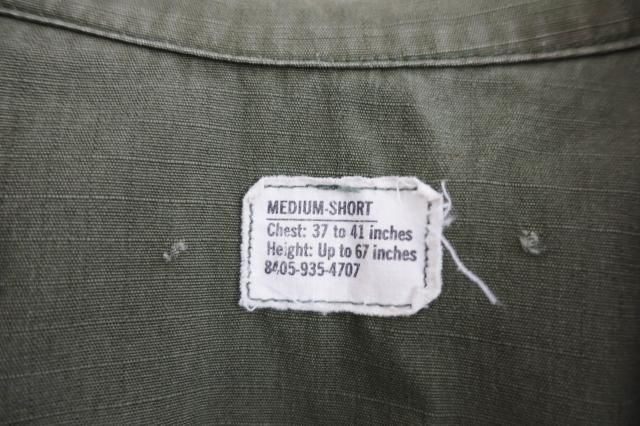 MEDIUM-SHORT
Chest: 37 to 41 inches
Height: Up to 67 inches
8405-935-4707